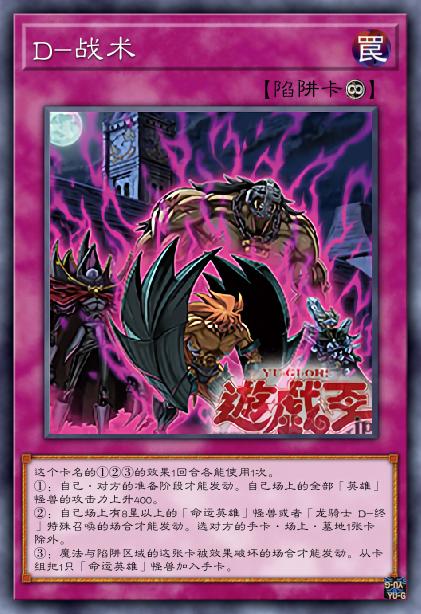 D-战术
罠
【陷阱卡♾】
YU-GI-OH!
遊戯王
这个卡名的①②③的效果1回合各能使用1次。
①：自己·对方的准备阶段才能发动。自己场上的全部「英雄」
怪兽的攻击力上升400。
②：自己场上有8星以上的「命运英雄」怪兽或者「龙骑士 D-终
」特殊召唤的场合才能发动。选对方的手卡·场上·墓地1张卡
除外。
③：魔法与陷阱区域的这张卡被效果破坏的场合才能发动。从卡
组把1只「命运英雄」怪兽加入手卡。
YU-G